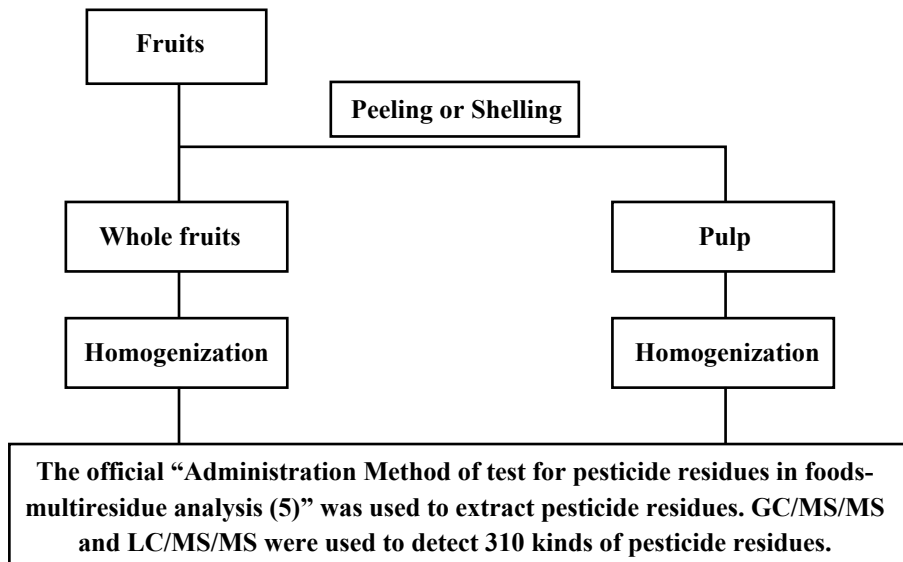 Fruits
Peeling or Shelling
Whole fruits
Pulp
Homogenization
Homogenization
The official “Administration Method of test for pesticide residues in foods-
multiresidue analysis (5)” was used to extract pesticide residues. GC/MS/MS
and LC/MS/MS were used to detect 310 kinds of pesticide residues.